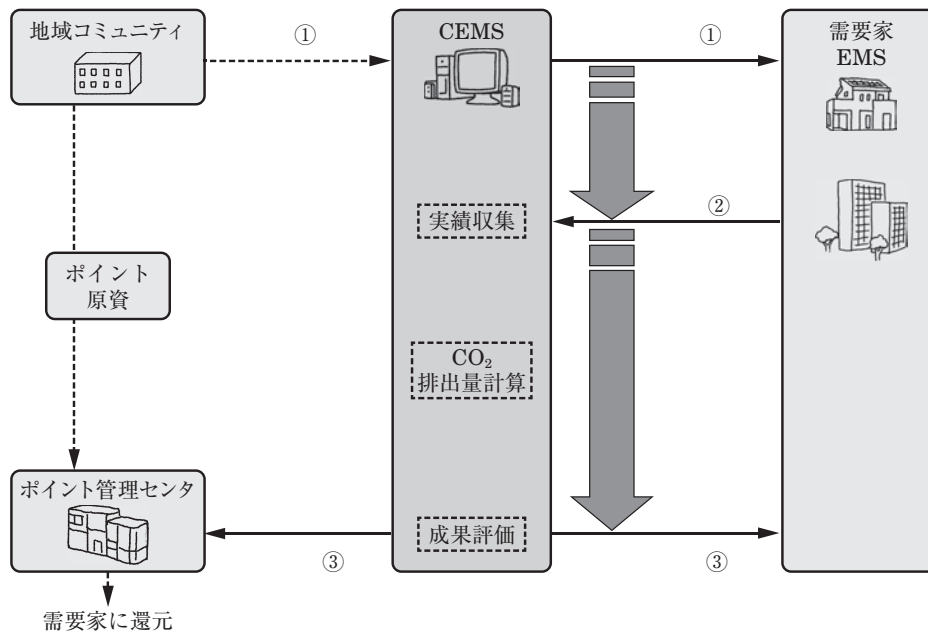 地域コミュニティ
①
CEMS
①
需要家
EMS
実績収集
②
ポイント
原資
CO₂
排出量計算
ポイント管理センタ
成果評価
③
③
需要家に還元